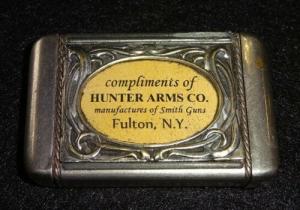 compliments of
HUNTER ARMS CO.
manufactures of Smith Guns
Fulton, N.Y.